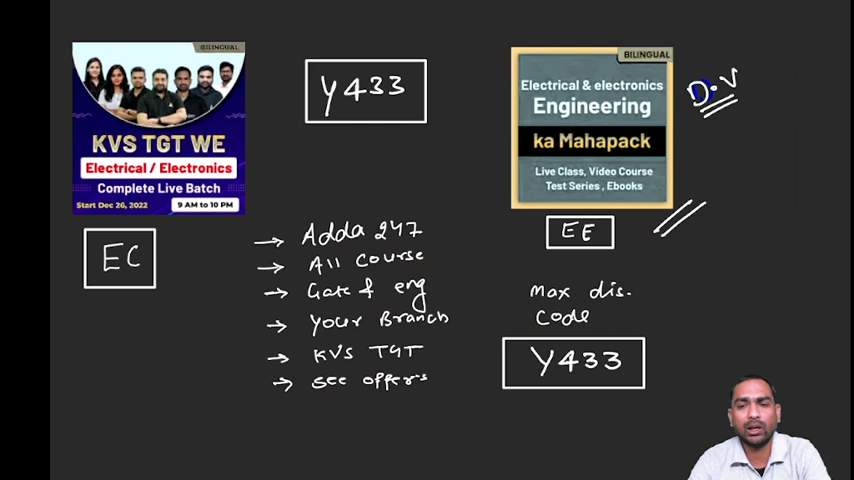 BILINGUAL
KVS TGT WE
Electrical / Electronics
Complete Live Batch
Start Dec 26, 2022
9 AM to 10 PM
EC
Y433
→ Adda 247
→ All Course
→ Gate & eng
→ Your Branch
→ KVS TGT
→ See offers
BILINGUAL
Electrical & electronics
Engineering
ka Mahapack
Live Class, Video Course
Test Series , Ebooks
D.V
EE
Max dis.
Code
Y433